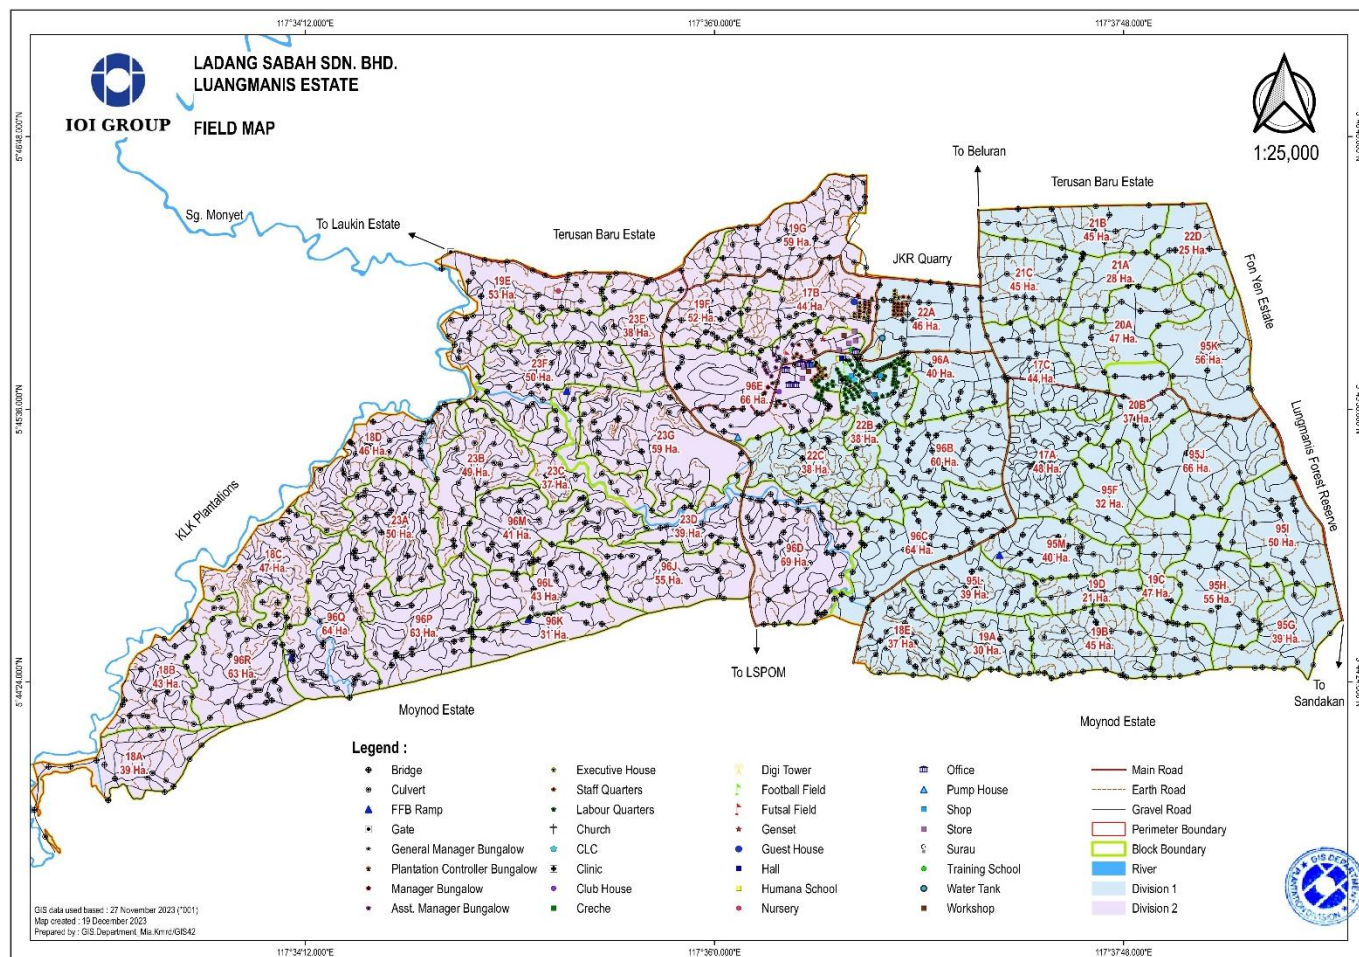 117°34'12.000"E
117°36'0.000"E
117°37'48.000"E
LADANG SABAH SDN. BHD.
LUANGMANIS ESTATE
IOI GROUP
FIELD MAP
1:25,000
5°46'48.000"N
5°45'36.000"N
5°44'24.000"N
To Beluran
Terusan Baru Estate
Sg. Monyet
To Laukin Estate
Terusan Baru Estate
JKR Quarry
Fon Yen Estate
Lungmanis Forest Reserve
KLK Plantations
To LSPOM
Moynod Estate
Moynod Estate
To
Sandakan
19G
59 Ha.
21B
45 Ha.
22D
25 Ha.
19E
53 Ha.
17B
44 Ha.
21C
45 Ha.
21A
28 Ha.
19F
52 Ha.
23E
38 Ha.
22A
46 Ha.
20A
47 Ha.
95K
56 Ha.
23F
50 Ha.
96E
66 Ha.
96A
40 Ha.
17C
44 Ha.
20B
37 Ha.
18D
46 Ha.
23G
59 Ha.
22B
38 Ha.
23B
49 Ha.
23C
37 Ha.
22C
38 Ha.
96B
60 Ha.
17A
48 Ha.
95J
66 Ha.
95F
32 Ha.
23A
50 Ha.
96M
41 Ha.
23D
39 Ha.
95I
50 Ha.
18C
47 Ha.
96J
55 Ha.
96D
69 Ha.
96C
64 Ha.
95M
40 Ha.
96L
43 Ha.
95L
39 Ha.
19D
21 Ha.
19C
47 Ha.
95H
55 Ha.
96Q
64 Ha.
96P
63 Ha.
96K
31 Ha.
18E
37 Ha.
19A
30 Ha.
19B
45 Ha.
95G
39 Ha.
18B
43 Ha.
96R
63 Ha.
18A
39 Ha.
Legend :
Bridge
Culvert
FFB Ramp
Gate
General Manager Bungalow
Plantation Controller Bungalow
Manager Bungalow
Asst. Manager Bungalow
Executive House
Staff Quarters
Labour Quarters
Church
CLC
Clinic
Club House
Creche
Digi Tower
Football Field
Futsal Field
Genset
Guest House
Hall
Humana School
Nursery
Office
Pump House
Shop
Store
Surau
Training School
Water Tank
Workshop
Main Road
Earth Road
Gravel Road
Perimeter Boundary
Block Boundary
River
Division 1
Division 2
GIS DEPARTMENT
PLANTATION DIVISION
GIS data used based : 27 November 2023 (*001)
Map created : 19 December 2023
Prepared by : GIS.Department, Mia.Kmrd/GIS42
117°34'12.000"E
117°36'0.000"E
117°37'48.000"E